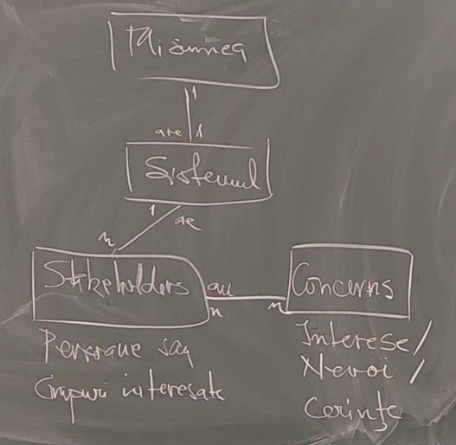 Misiunea
1
are 1
Sistemul
1 are
n
Stakeholders au Concerns
n n
Persoane sau Interese/
Grupuri interesate Nevoi /
Cerințe